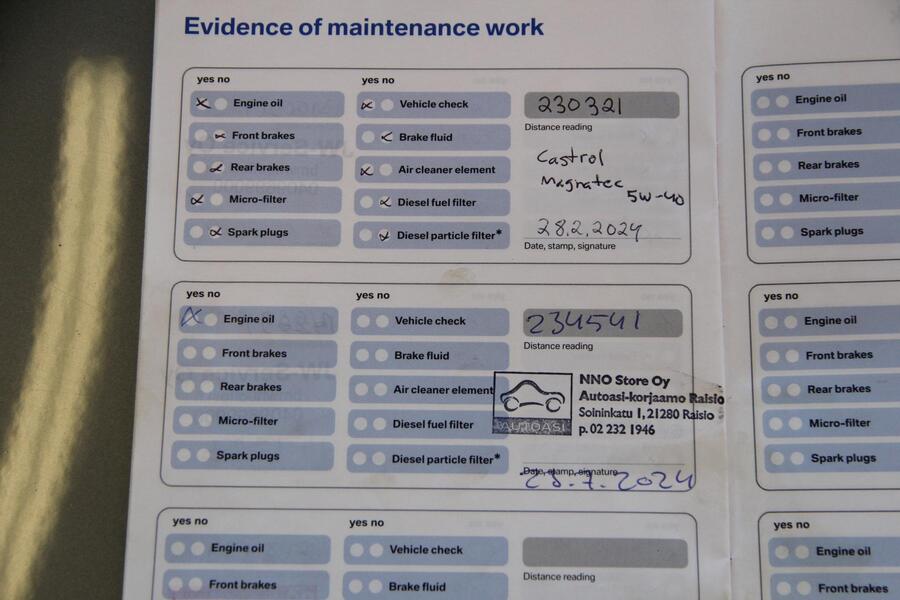 Evidence of maintenance work
yes no
yes no
Engine oil
Vehicle check
230321
Distance reading
Front brakes
Brake fluid
Castrol
Magnatec
5W-40
Rear brakes
Air cleaner element
Micro-filter
Diesel fuel filter
28.2.2024
Spark plugs
Diesel particle filter*
Date, stamp, signature
yes no
yes no
Engine oil
Vehicle check
234541
Distance reading
Front brakes
Brake fluid
Rear brakes
Air cleaner element
Micro-filter
Diesel fuel filter
AUTOASI
NNO Store Oy
Autoasi-korjaamo Raisio
Soininkatu 1, 21280 Raisio
p. 02 232 1946
Spark plugs
Diesel particle filter*
Date, stamp, signature
23.7.2024
yes no
yes no
Engine oil
Vehicle check
Distance reading
Front brakes
Brake fluid
yes no
Engine oil
Front brakes
Rear brakes
Micro-filter
Spark plugs
yes no
Engine oil
Front brakes
Rear brakes
Micro-filter
Spark plugs
yes no
Engine oil
Front brakes